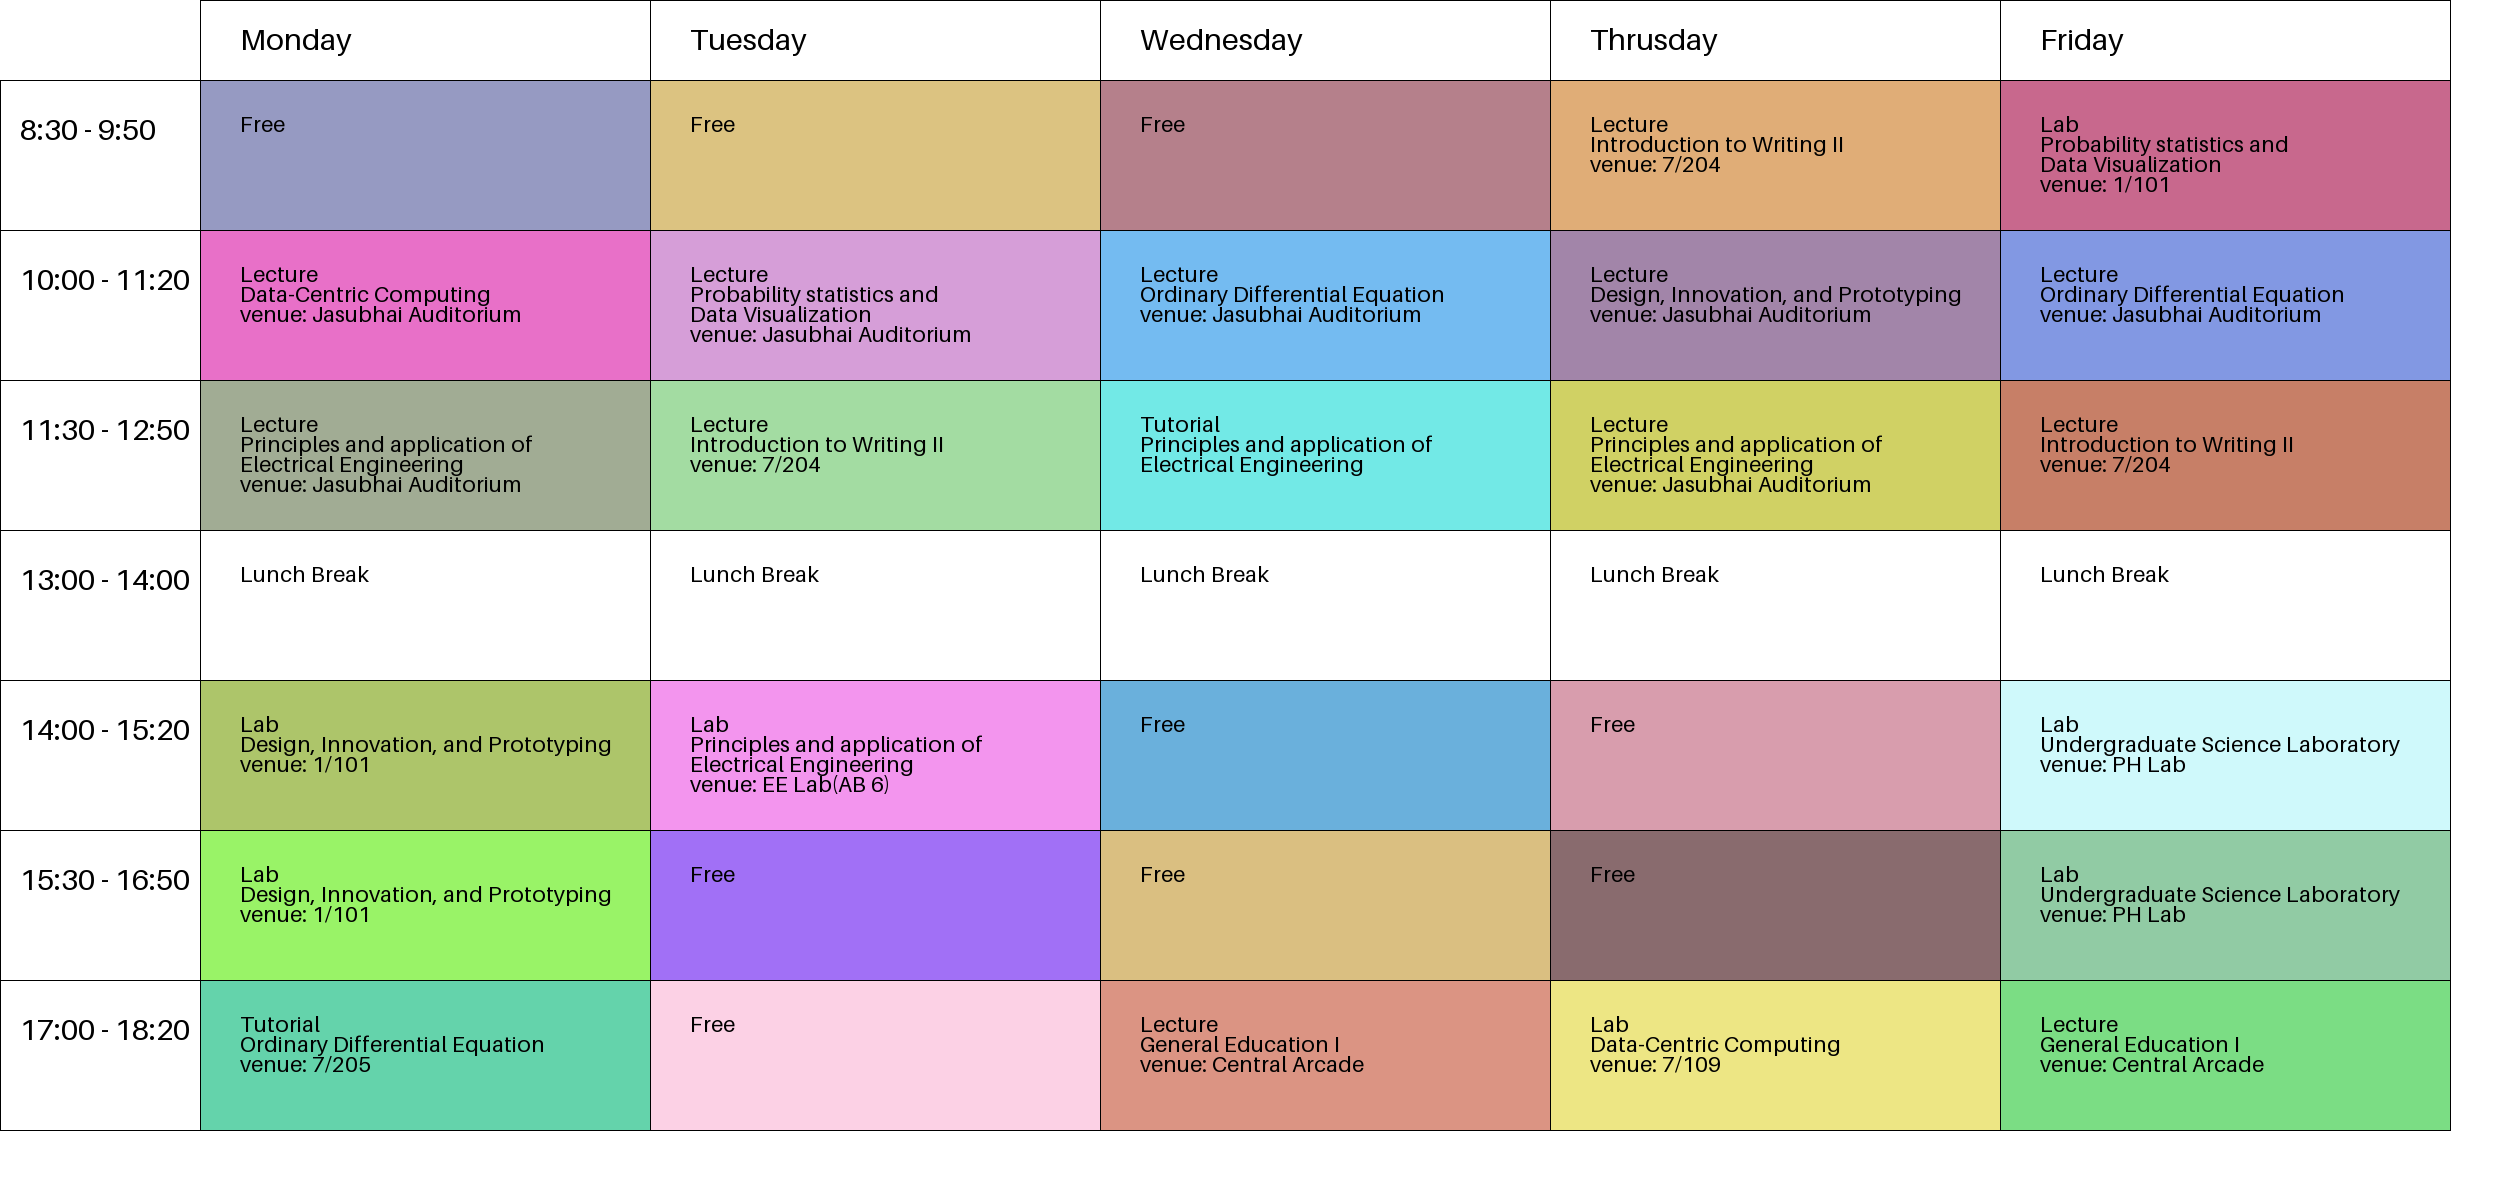 Monday
Tuesday
Wednesday
Thrusday
Friday
8:30 - 9:50
Free
Free
Free
Lecture
Introduction to Writing II
venue: 7/204
Lab
Probability statistics and
Data Visualization
venue: 1/101
10:00 - 11:20
Lecture
Data-Centric Computing
venue: Jasubhai Auditorium
Lecture
Probability statistics and
Data Visualization
venue: Jasubhai Auditorium
Lecture
Ordinary Differential Equation
venue: Jasubhai Auditorium
Lecture
Design, Innovation, and Prototyping
venue: Jasubhai Auditorium
Lecture
Ordinary Differential Equation
venue: Jasubhai Auditorium
11:30 - 12:50
Lecture
Principles and application of
Electrical Engineering
venue: Jasubhai Auditorium
Lecture
Introduction to Writing II
venue: 7/204
Tutorial
Principles and application of
Electrical Engineering
Lecture
Principles and application of
Electrical Engineering
venue: Jasubhai Auditorium
Lecture
Introduction to Writing II
venue: 7/204
13:00 - 14:00
Lunch Break
Lunch Break
Lunch Break
Lunch Break
Lunch Break
14:00 - 15:20
Lab
Design, Innovation, and Prototyping
venue: 1/101
Lab
Principles and application of
Electrical Engineering
venue: EE Lab(AB 6)
Free
Free
Lab
Undergraduate Science Laboratory
venue: PH Lab
15:30 - 16:50
Lab
Design, Innovation, and Prototyping
venue: 1/101
Free
Free
Free
Lab
Undergraduate Science Laboratory
venue: PH Lab
17:00 - 18:20
Tutorial
Ordinary Differential Equation
venue: 7/205
Free
Lecture
General Education I
venue: Central Arcade
Lab
Data-Centric Computing
venue: 7/109
Lecture
General Education I
venue: Central Arcade